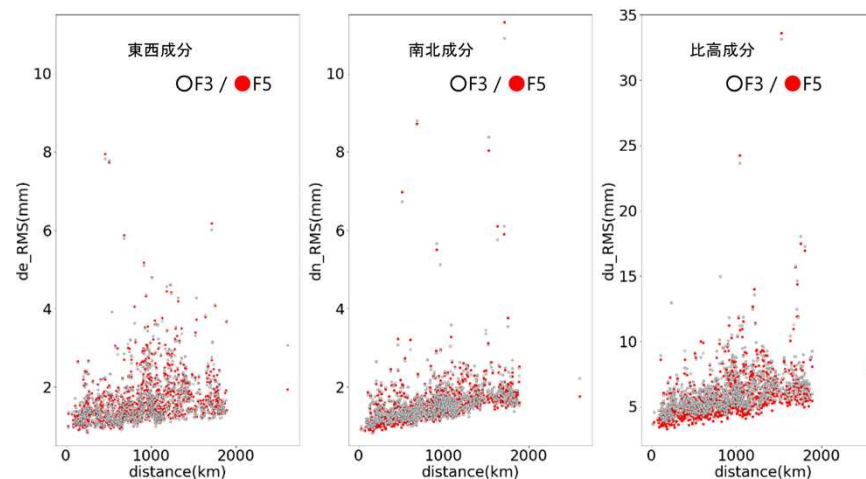 東西成分
○F3 / ●F5
de_RMS(mm)
10
8
6
4
2
0
1000
2000
distance(km)
南北成分
○F3 / ●F5
dn_RMS(mm)
10
8
6
4
2
0
1000
2000
distance(km)
比高成分
○F3 / ●F5
du_RMS(mm)
35
30
25
20
15
10
5
0
1000
2000
distance(km)